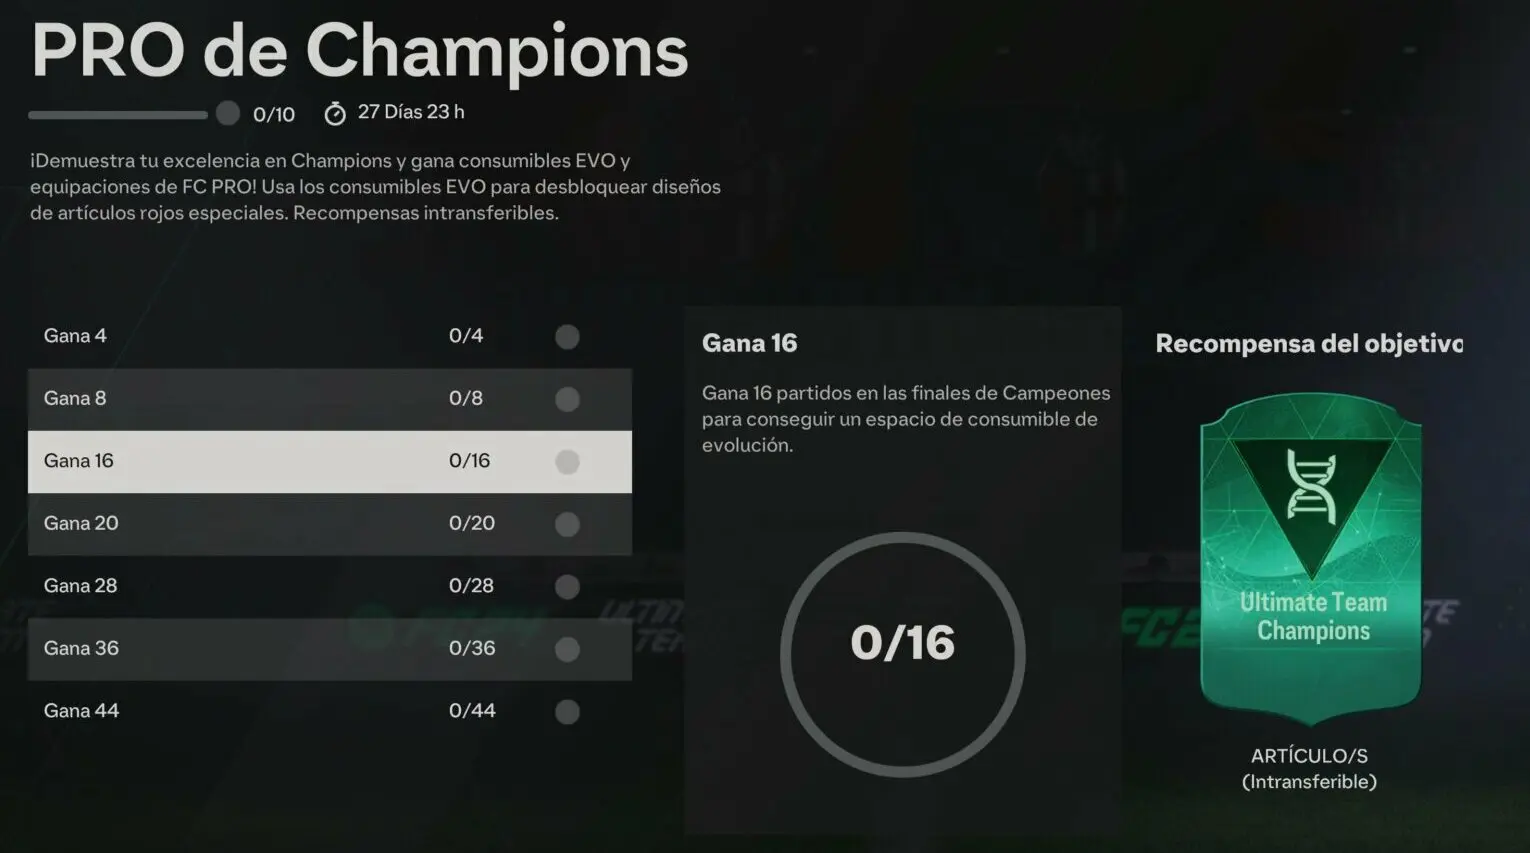 PRO de Champions
0/10 27 Días 23 h
¡Demuestra tu excelencia en Champions y gana consumibles EVO y
equipaciones de FC PRO! Usa los consumibles EVO para desbloquear diseños
de artículos rojos especiales. Recompensas intransferibles.
Gana 4 0/4
Gana 8 0/8
Gana 16 0/16
Gana 20 0/20
Gana 28 0/28
Gana 36 0/36
Gana 44 0/44
Gana 16
Gana 16 partidos en las finales de Campeones
para conseguir un espacio de consumible de
evolución.
0/16
Recompensa del objetivo
Ultimate Team
Champions
ARTÍCULO/S
(Intransferible)